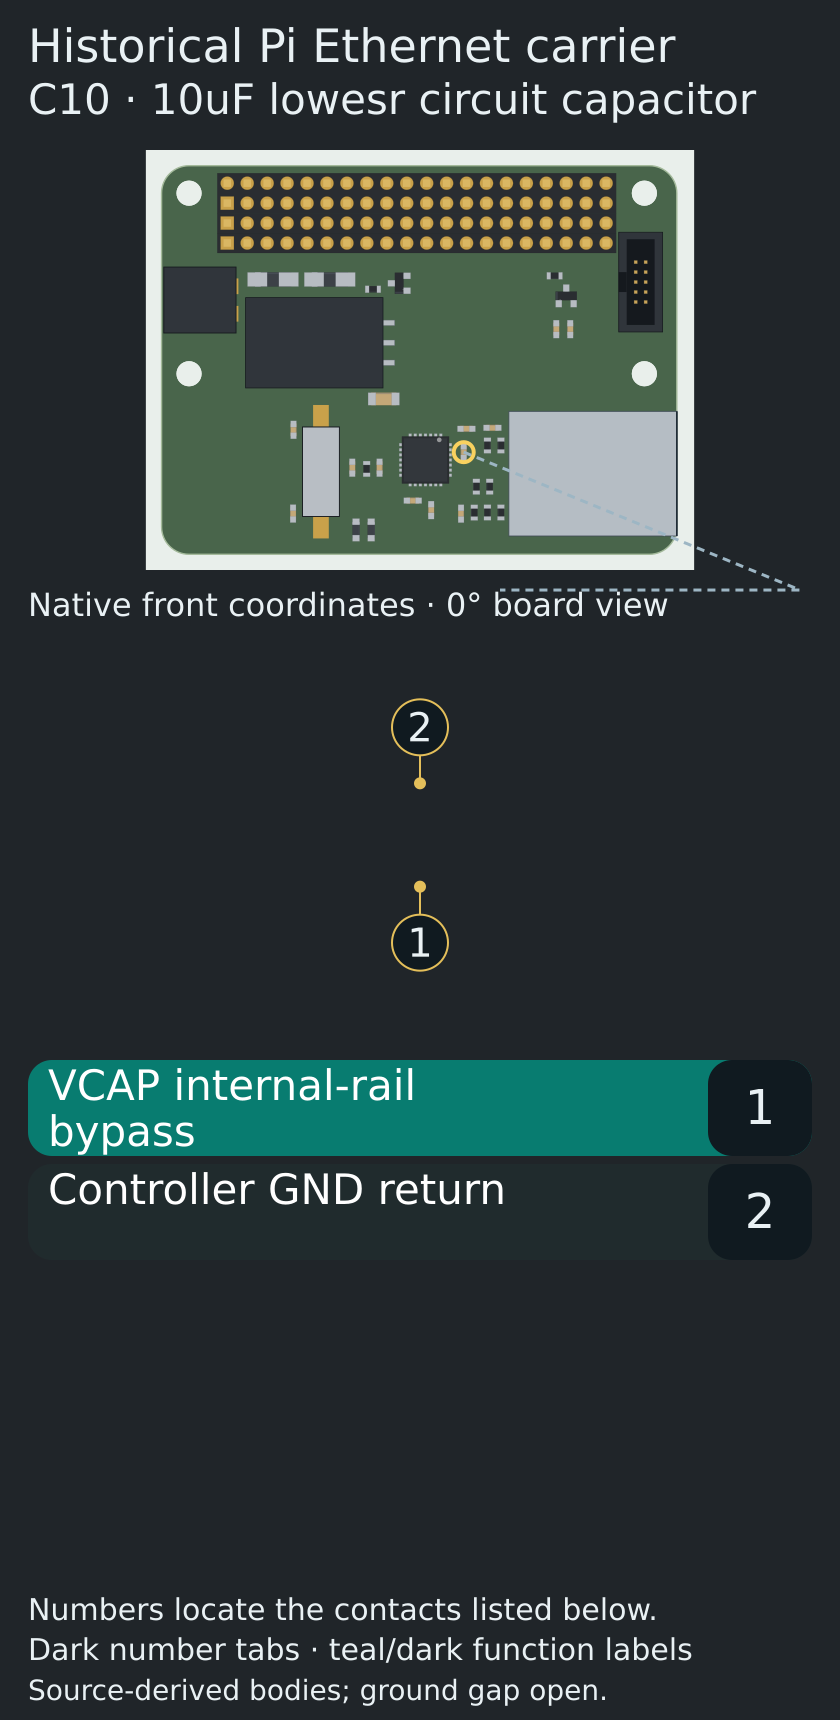 Historical Pi Ethernet carrier
C10 · 10uF lowesr circuit capacitor
Native front coordinates · 0° board view
2
1
VCAP internal-rail
bypass
1
Controller GND return
2
Numbers locate the contacts listed below.
Dark number tabs · teal/dark function labels
Source-derived bodies; ground gap open.